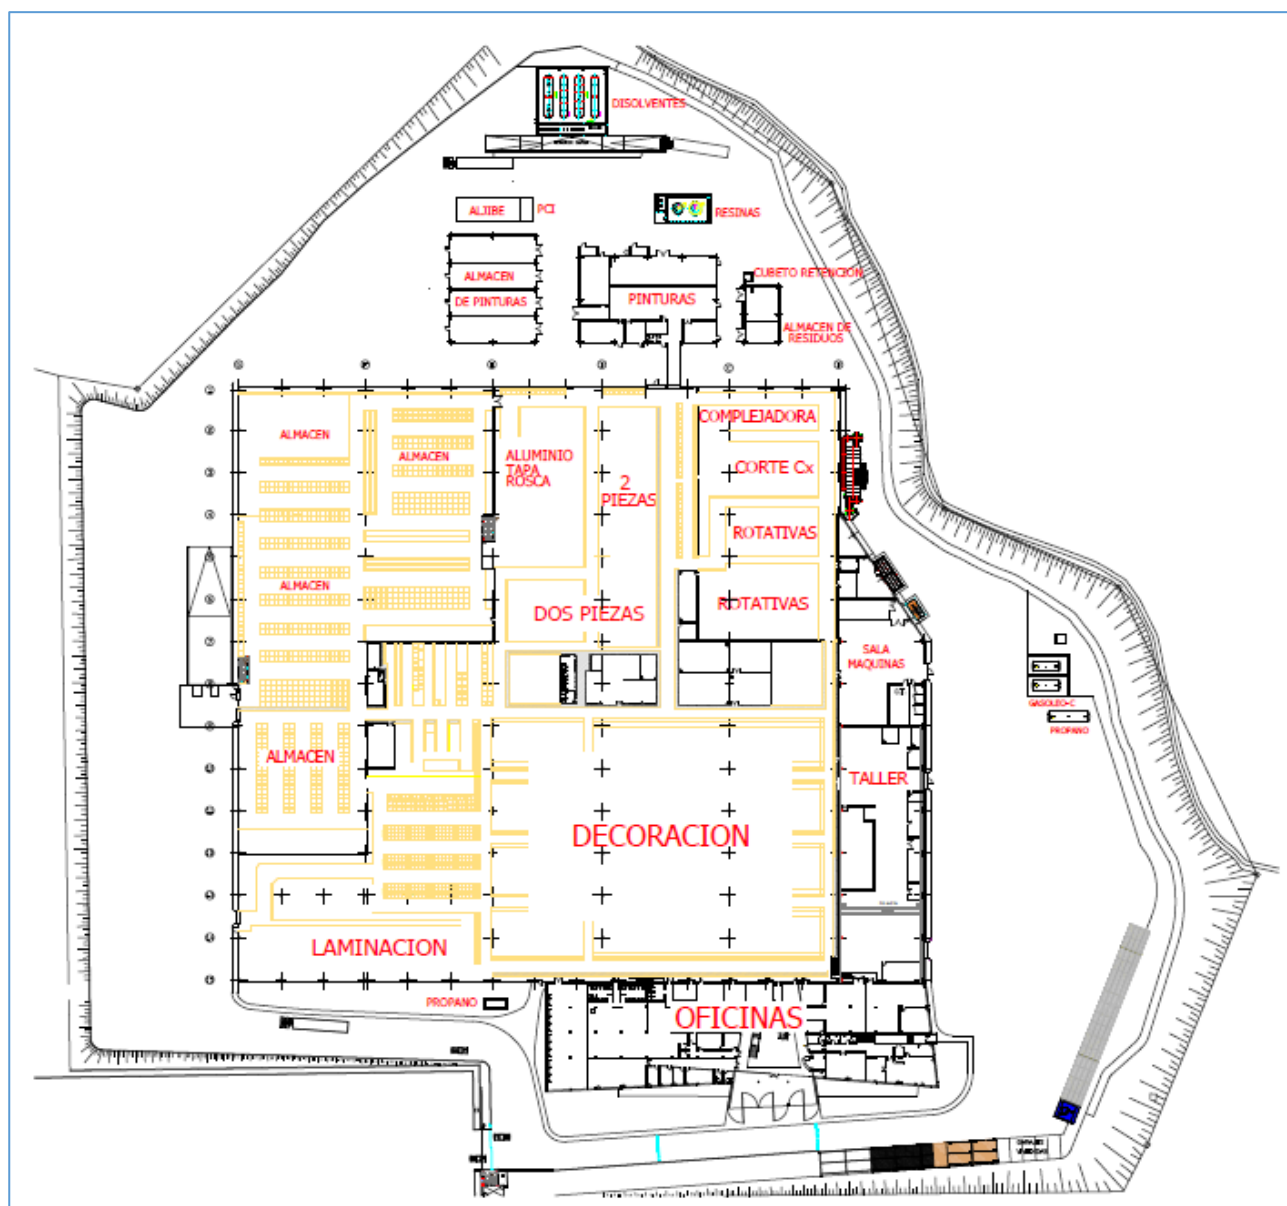 DISOLVENTES
ALJIBE
PCI
RESINAS
ALMACEN
DE PINTURAS
PINTURAS
CUBETO RETENCION
ALMACEN DE
RESIDUOS
ALMACEN
ALMACEN
ALUMINIO
TAPA
ROSCA
2
PIEZAS
COMPLEJADORA
CORTE Cx
ROTATIVAS
ALMACEN
DOS PIEZAS
ROTATIVAS
SALA
MAQUINAS
CT
GASOLEO-C
PROPANO
ALMACEN
TALLER
DECORACION
LAMINACION
PROPANO
OFICINAS